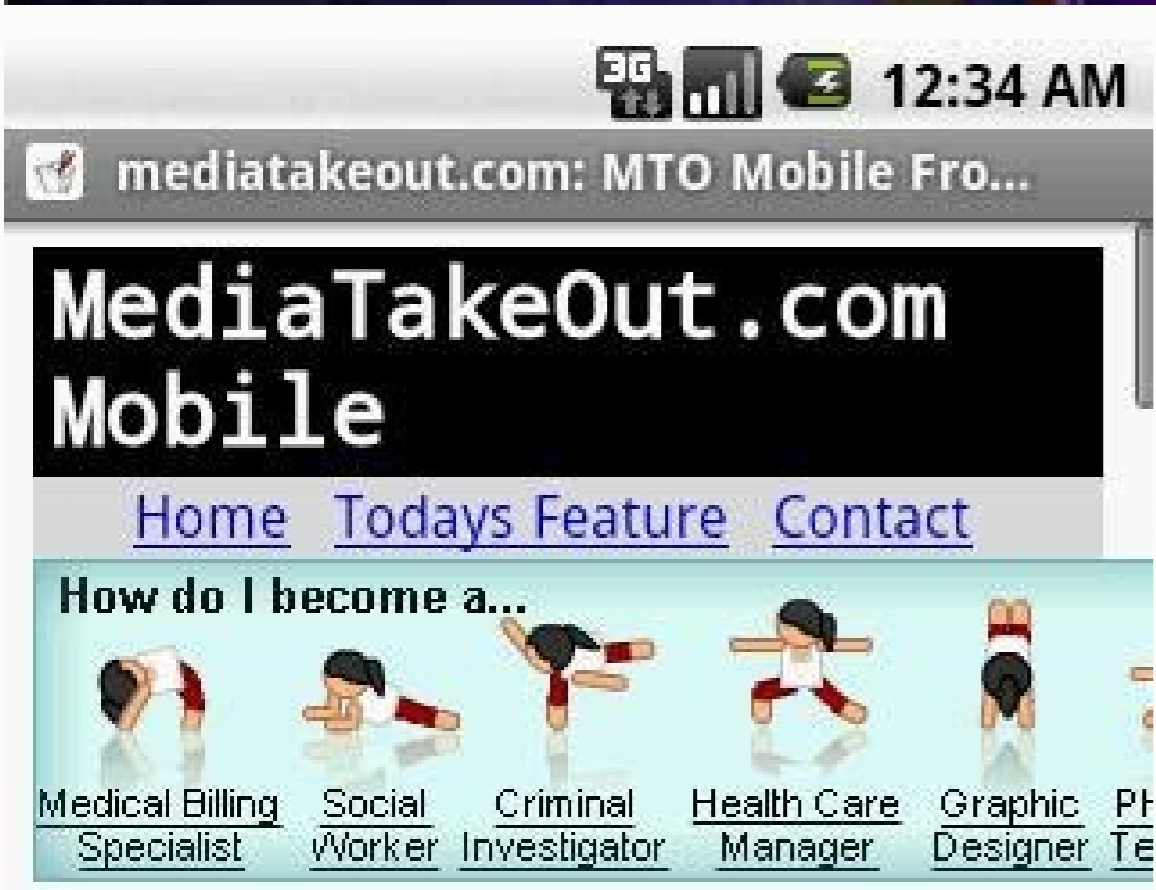 3G 12:34 AM
mediatakeout.com: MTO Mobile Fro...
MediaTakeOut.com
Mobile
Home Todays Feature Contact
How do I become a...
Medical Billing Social Criminal Health Care Graphic
Specialist Worker Investigator Manager Designer